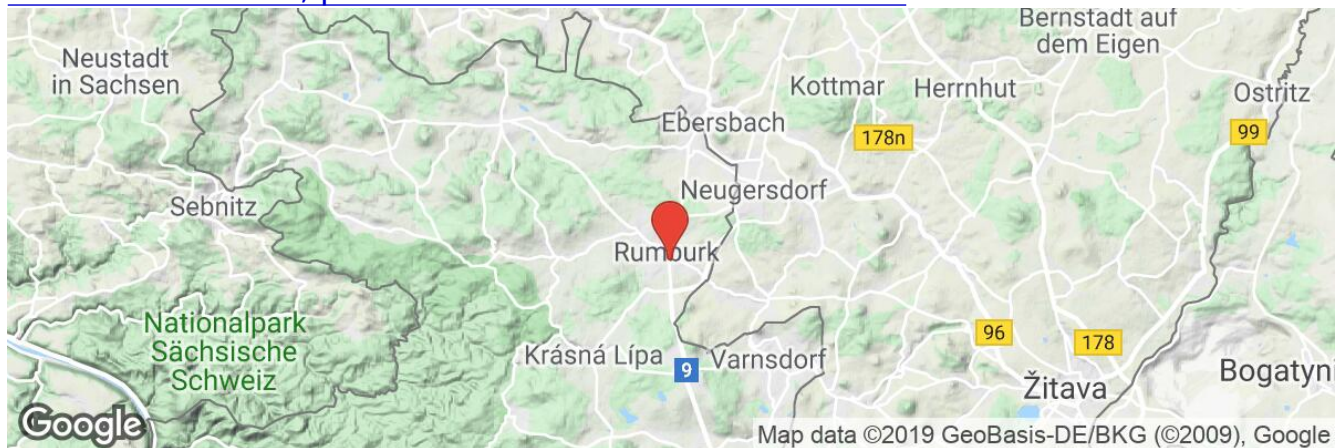 Bernstadt auf
dem Eigen
Neustadt
in Sachsen
Kottmar
Herrnhut
Ostritz
Ebersbach
178n
99
Neugersdorf
Sebnitz
Rumburk
Nationalpark
Sächsische
Schweiz
96
178
Krásná Lípa
9
Varnsdorf
Bogatyni
Žitava
Google
Map data ©2019 GeoBasis-DE/BKG (©2009), Google